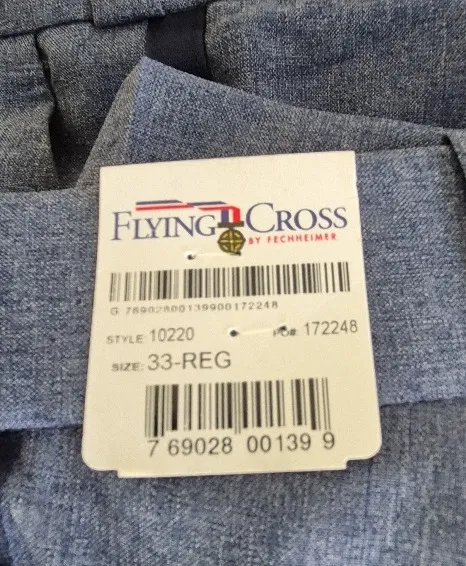 FLYING CROSS
BY FECHHEIMER
G 76902800139900172248
STYLE: 10220 PO#: 172248
SIZE: 33-REG
7 69028 00139 9